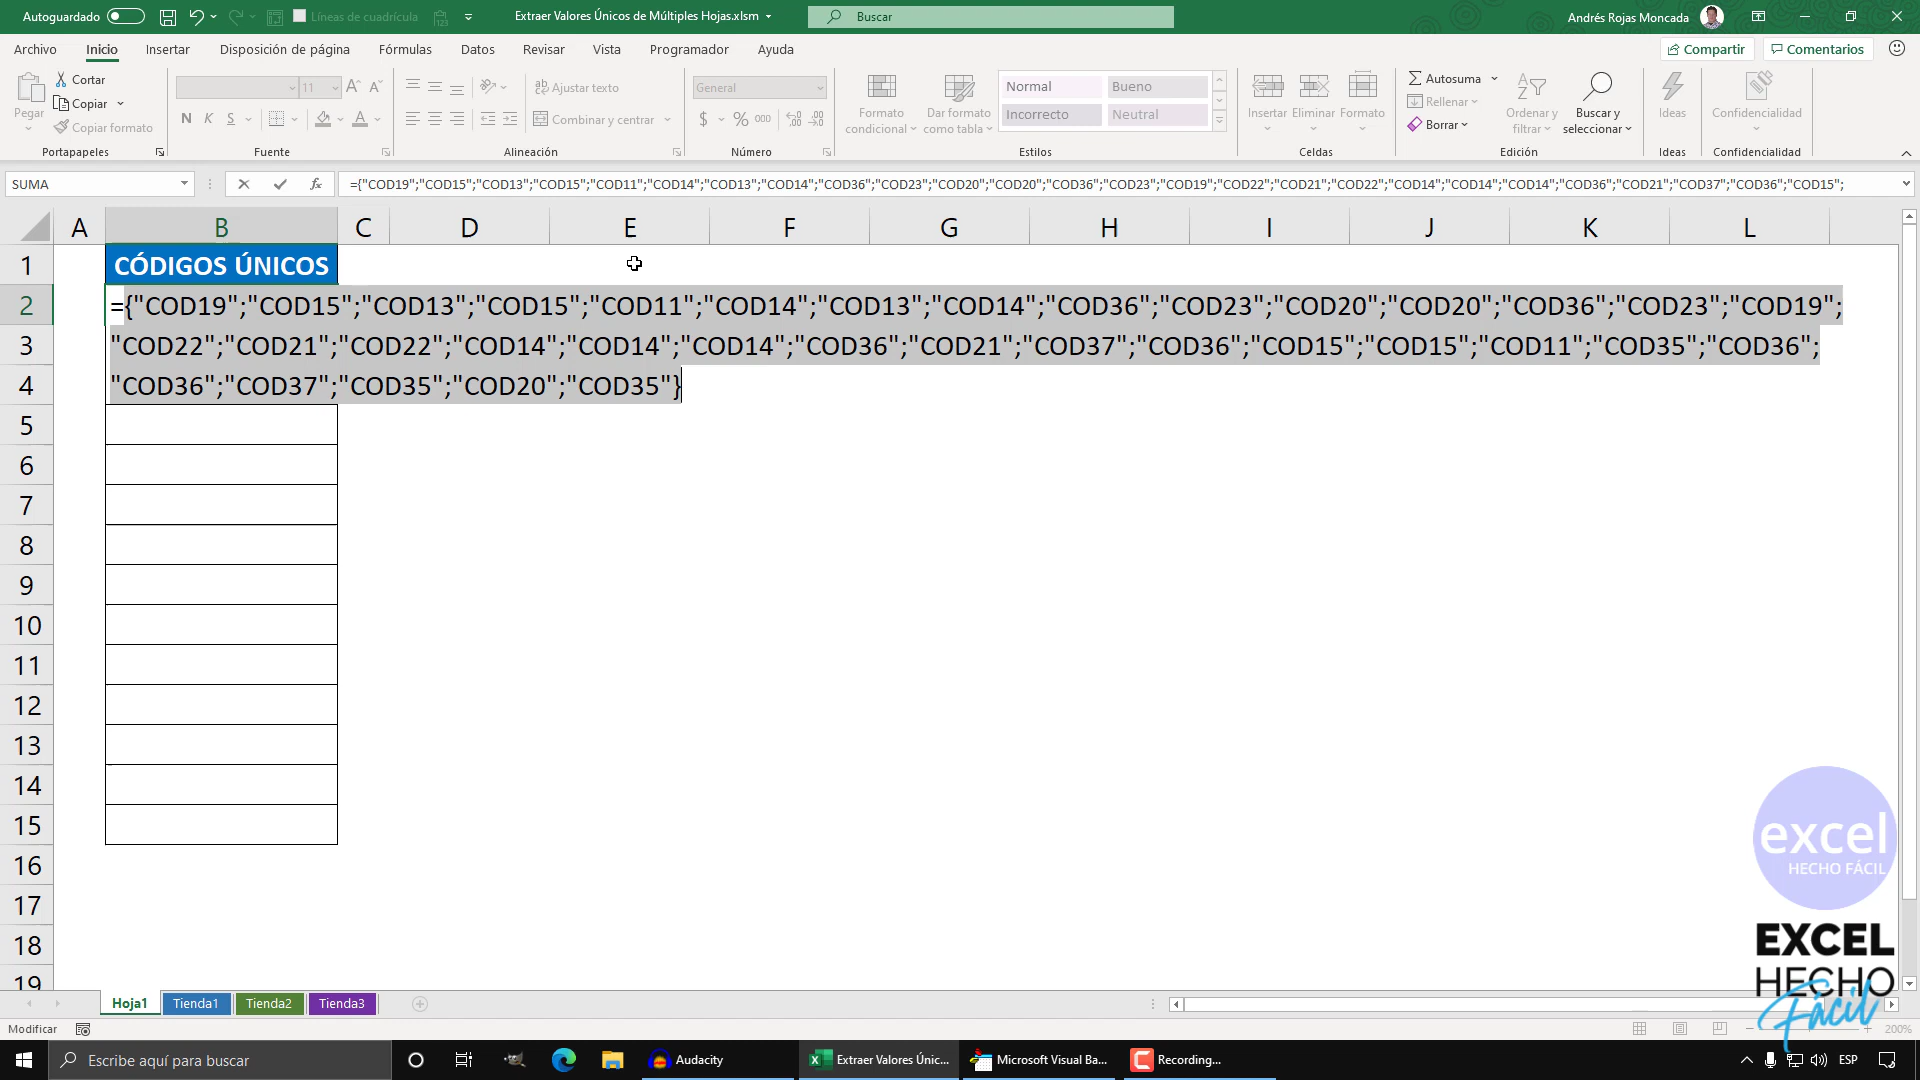 Autoguardado
Líneas de cuadrícula
Extraer Valores Únicos de Múltiples Hojas.xlsm
Buscar
Andrés Rojas Moncada
Archivo
Inicio
Insertar
Disposición de página
Fórmulas
Datos
Revisar
Vista
Programador
Ayuda
Compartir
Comentarios
Pegar
Cortar
Copiar
Copiar formato
Portapapeles
11
N K S
Fuente
Ajustar texto
Combinar y centrar
Alineación
General
$ % 000
Número
Formato condicional
Dar formato como tabla
Normal
Bueno
Incorrecto
Neutral
Estilos
Insertar
Eliminar
Formato
Celdas
Autosuma
Rellenar
Borrar
Ordenar y filtrar
Buscar y seleccionar
Edición
Ideas
Ideas
Confidencialidad
Confidencialidad
SUMA
={"COD19";"COD15";"COD13";"COD15";"COD11";"COD14";"COD13";"COD14";"COD36";"COD23";"COD20";"COD20";"COD36";"COD23";"COD19";"COD22";"COD21";"COD22";"COD14";"COD14";"COD14";"COD36";"COD21";"COD37";"COD36";"COD15";
A B C D E F G H I J K L
1 CÓDIGOS ÚNICOS
2 ={"COD19";"COD15";"COD13";"COD15";"COD11";"COD14";"COD13";"COD14";"COD36";"COD23";"COD20";"COD20";"COD36";"COD23";"COD19";
3 "COD22";"COD21";"COD22";"COD14";"COD14";"COD14";"COD36";"COD21";"COD37";"COD36";"COD15";"COD15";"COD11";"COD35";"COD36";
4 "COD36";"COD37";"COD35";"COD20";"COD35"}
5
6
7
8
9
10
11
12
13
14
15
16
17
18
19
excel
HECHO FÁCIL
EXCEL
HECHO
Fácil
Hoja1
Tienda1
Tienda2
Tienda3
Modificar
200%
Escribe aquí para buscar
Audacity
Extraer Valores Únic...
Microsoft Visual Ba...
Recording...
ESP